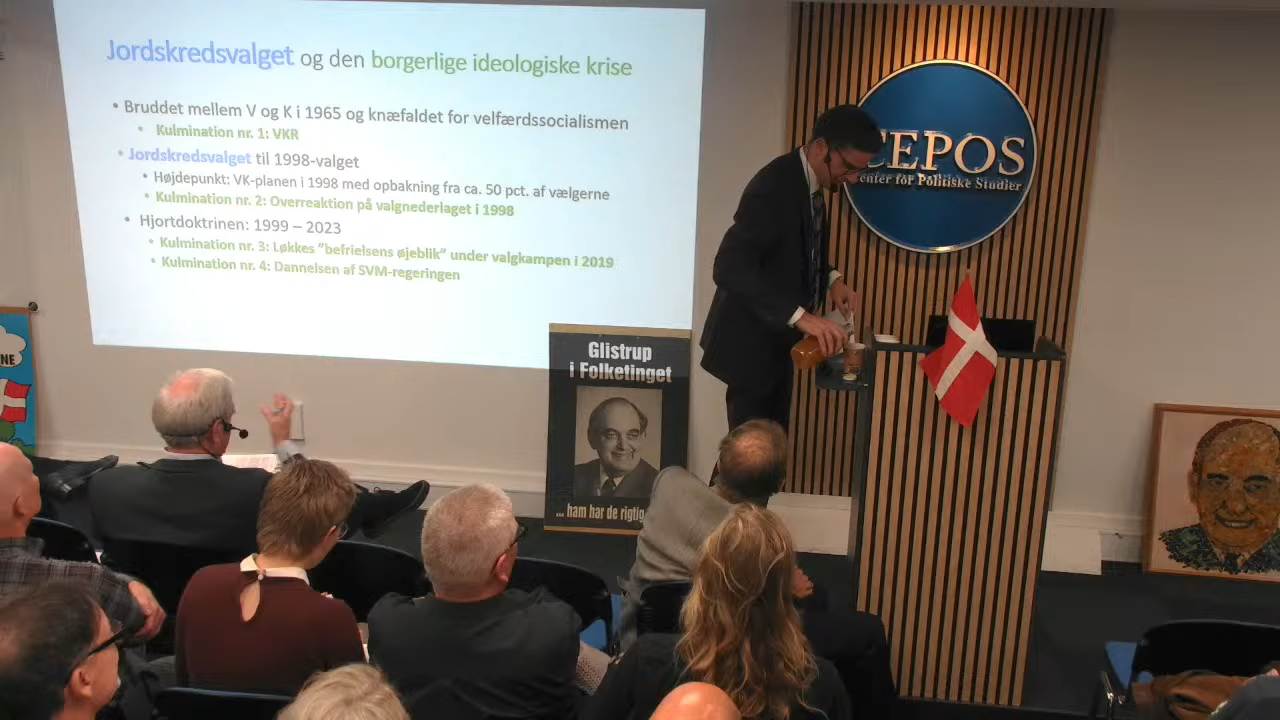 Jordskredsvalget og den borgerlige ideologiske krise
• Bruddet mellem V og K i 1965 og knæfaldet for velfærdssocialismen
• Kulmination nr. 1: VKR
• Jordskredsvalget til 1998-valget
• Højdepunkt: VK-planen i 1998 med opbakning fra ca. 50 pct. af vælgerne
• Kulmination nr. 2: Overreaktion på valgnederlaget i 1998
• Hjortdoktrinen: 1999 – 2023
• Kulmination nr. 3: Løkkes ”befrielsens øjeblik” under valgkampen i 2019
• Kulmination nr. 4: Dannelsen af SVM-regeringen
CEPOS
Center for Politiske Studier
NE
Glistrup
i Folketinget
... ham har de rigtig